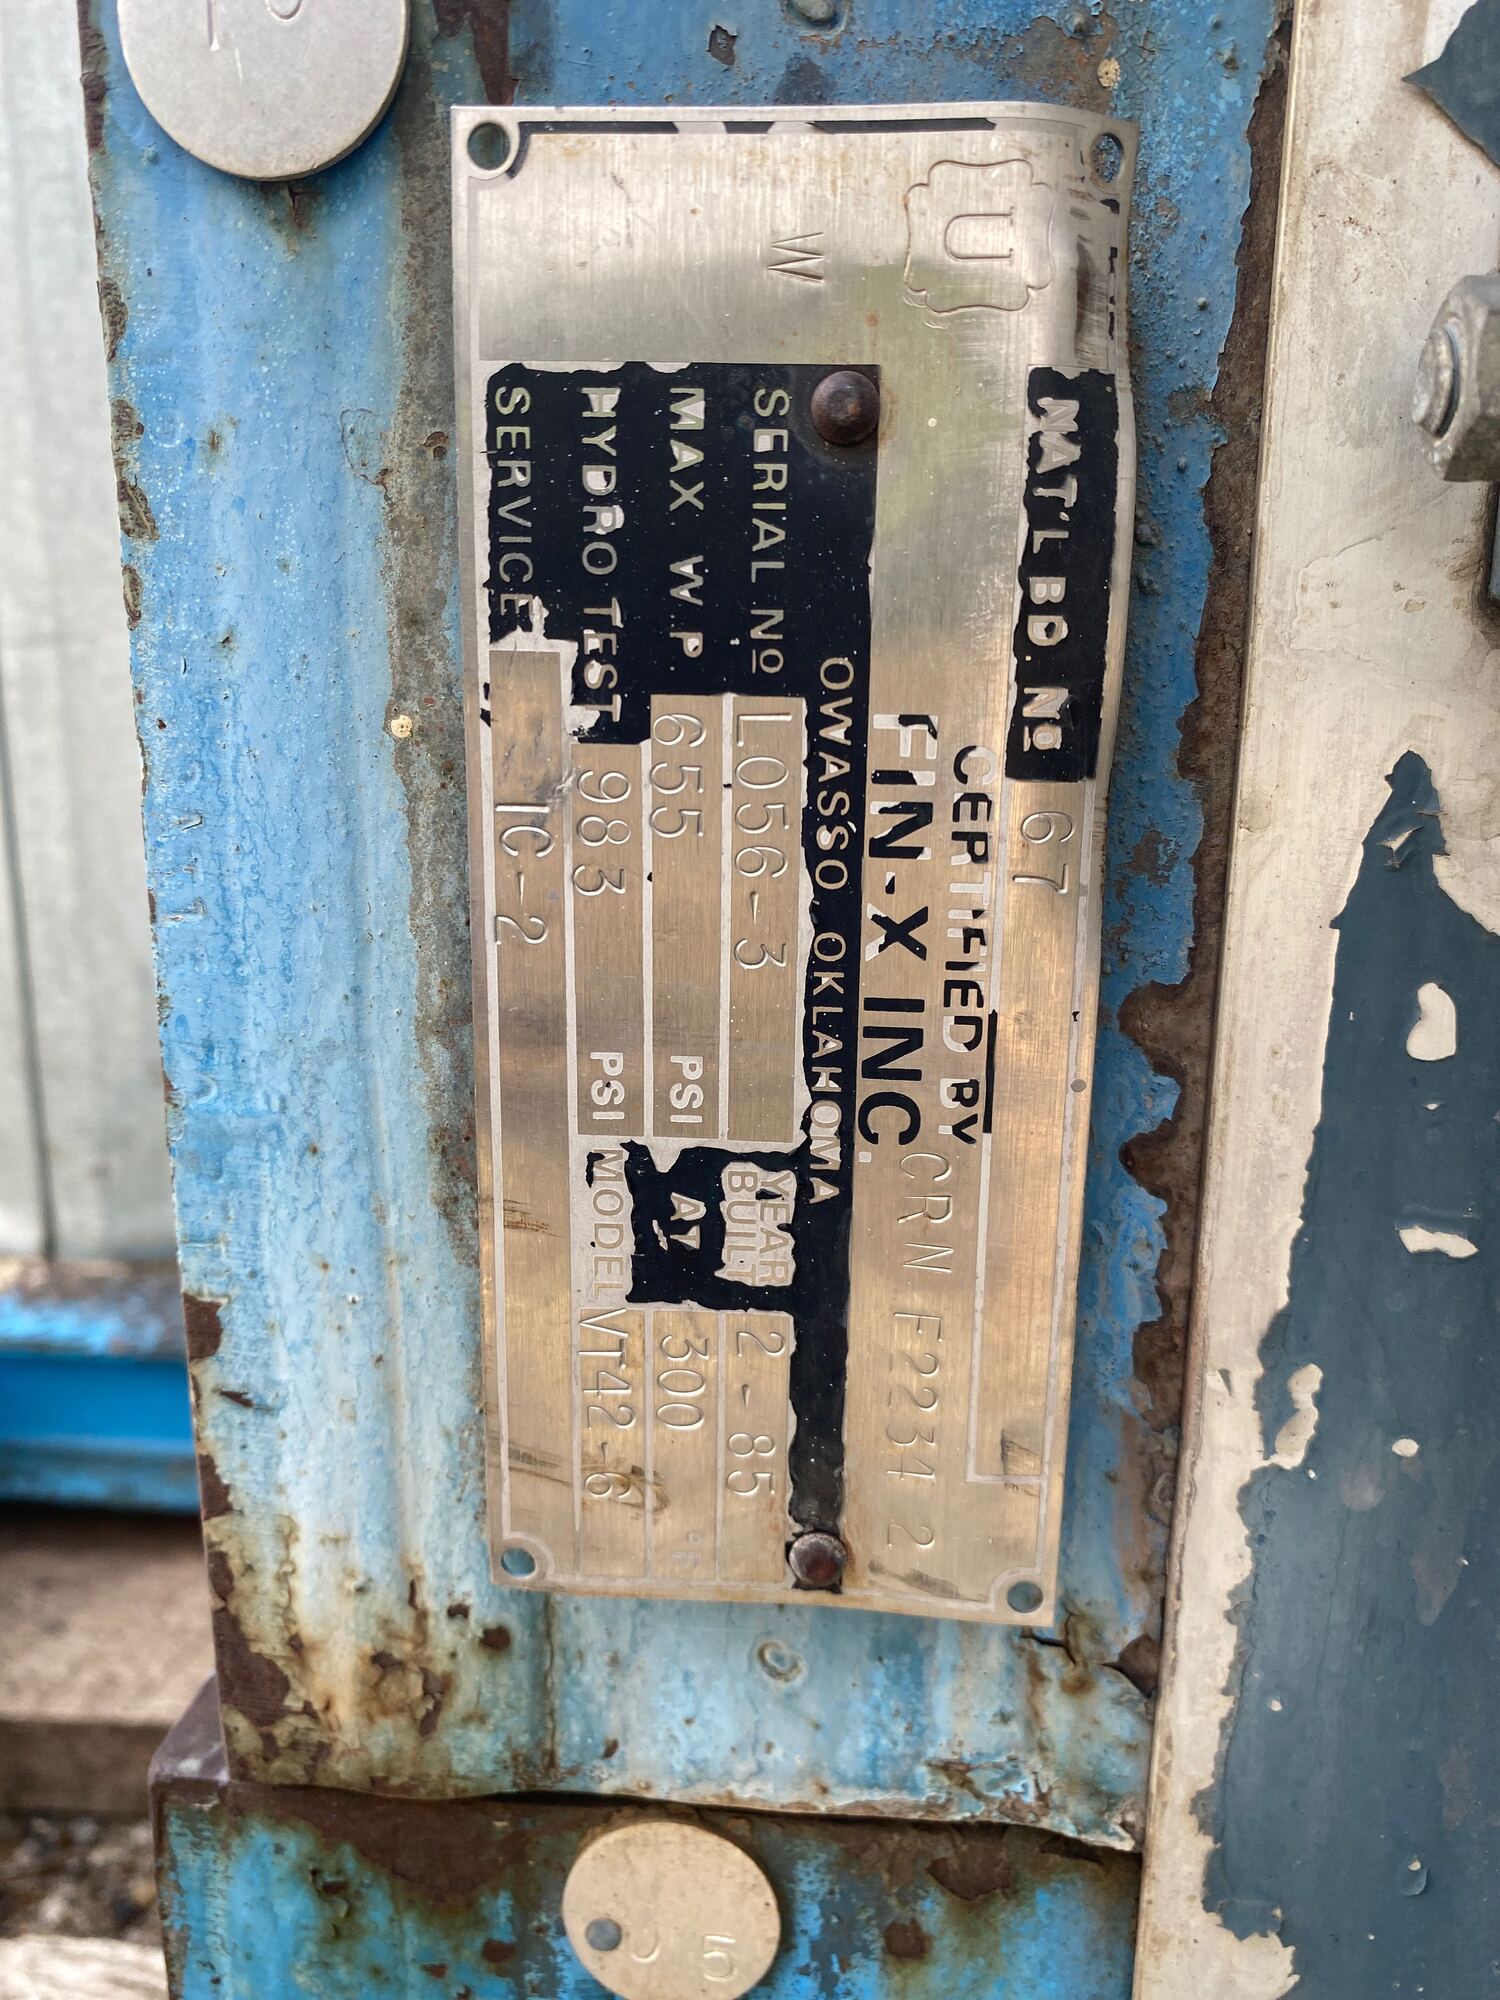 NAT'L BD. Nº 67
U
W
CERTIFIED BY
FIN-X INC.
CRN F2234 2
OWASSO, OKLAHOMA
SERIAL Nº L056-3 YEAR BUILT 2-85
MAX W.P. 655 PSI AT 300 °F
HYDRO TEST 983 PSI MODEL VT42-6
SERVICE IC-2
5